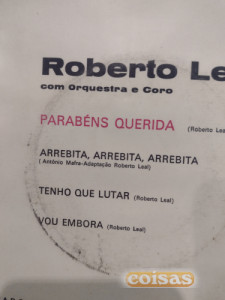 Roberto Le
com Orquestra e Coro
PARABÉNS QUERIDA (Roberto Leal
ARREBITA, ARREBITA, ARREBITA
(António Mafra-Adaptação Roberto Leal)
TENHO QUE LUTAR (Roberto Leal)
VOU EMBORA (Roberto Leal)
coisas